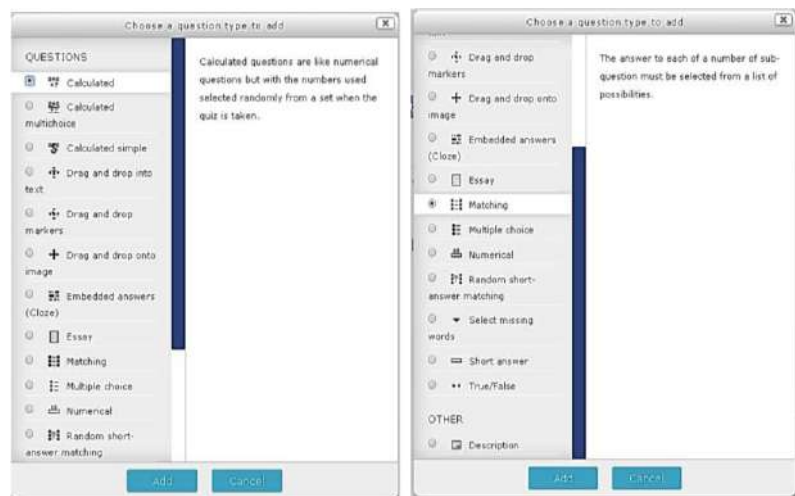 Choose a question type to add
QUESTIONS
Calculated
Calculated
multichoice
Calculated simple
Drag and drop into
text
Drag and drop
markers
Drag and drop onto
image
Embedded answers
(Cloze)
Essay
Matching
Multiple choice
Numerical
Random short-
answer matching
Calculated questions are like numerical
questions but with the numbers used
selected randomly from a set when the
quiz is taken.
Add
Cancel
Choose a question type to add
Drag and drop
markers
Drag and drop onto
image
Embedded answers
(Cloze)
Essay
Matching
Multiple choice
Numerical
Random short-
answer matching
Select missing
words
Short answer
True/False
OTHER
Description
The answer to each of a number of sub-
question must be selected from a list of
possibilities.
Add
Cancel